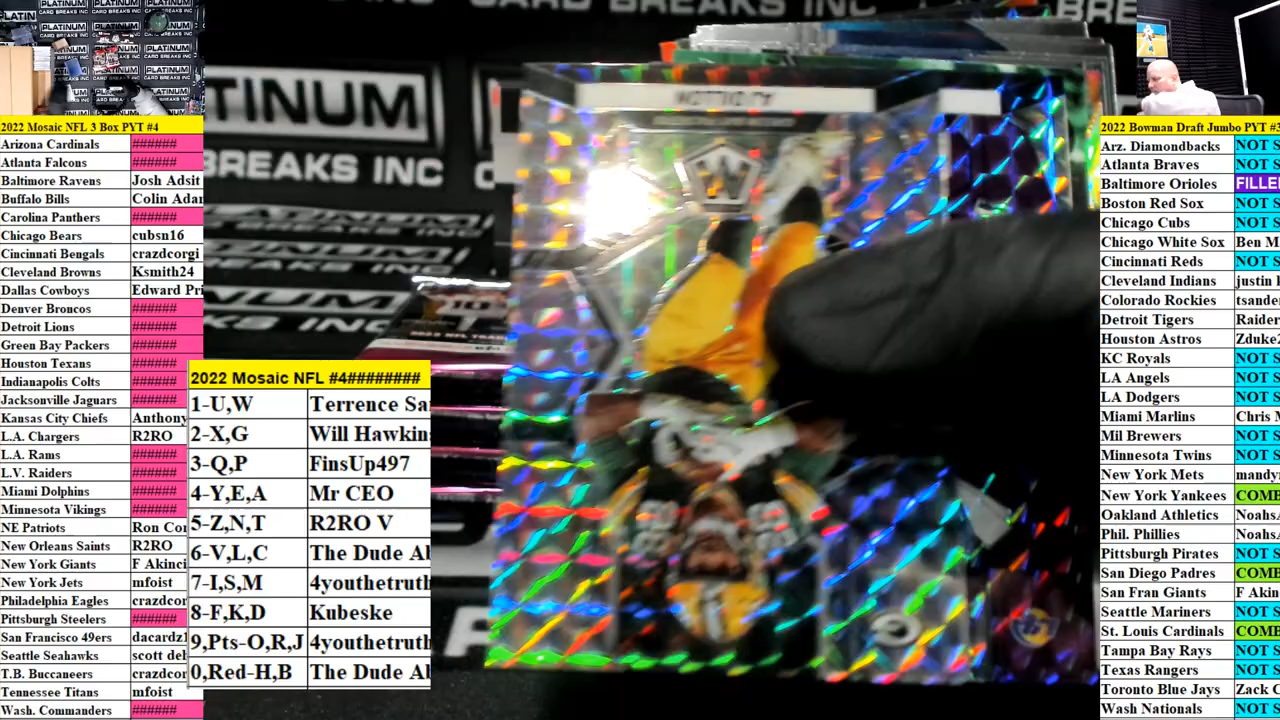 PLATINUM
CARD BREAKS INC
2022 Mosaic NFL 3 Box PYT #4
Arizona Cardinals ######
Atlanta Falcons ######
Baltimore Ravens Josh Adsit
Buffalo Bills Colin Adar
Carolina Panthers ######
Chicago Bears cubsn16
Cincinnati Bengals crazdcorgi
Cleveland Browns Ksmith24
Dallas Cowboys Edward Pri
Denver Broncos ######
Detroit Lions ######
Green Bay Packers ######
Houston Texans ######
Indianapolis Colts ######
Jacksonville Jaguars ######
Kansas City Chiefs Anthony
L.A. Chargers R2RO
L.A. Rams ######
L.V. Raiders ######
Miami Dolphins ######
Minnesota Vikings ######
NE Patriots Ron Co
New Orleans Saints R2RO
New York Giants F Akinci
New York Jets mfoist
Philadelphia Eagles crazdcor
Pittsburgh Steelers ######
San Francisco 49ers dacardz1
Seattle Seahawks scott del
T.B. Buccaneers crazdcor
Tennessee Titans mfoist
Wash. Commanders ######
2022 Mosaic NFL #4########
1-U,W Terrence Sa
2-X,G Will Hawkin
3-Q,P FinsUp497
4-Y,E,A Mr CEO
5-Z,N,T R2RO V
6-V,L,C The Dude Al
7-I,S,M 4youthetruth
8-F,K,D Kubeske
9,Pts-O,R,J 4youthetruth
0,Red-H,B The Dude Al
TINUM
BREAKS INC
2022 Bowman Draft Jumbo PYT #3
Arz. Diamondbacks NOT S
Atlanta Braves NOT S
Baltimore Orioles FILLE
Boston Red Sox NOT S
Chicago Cubs NOT S
Chicago White Sox Ben M
Cincinnati Reds NOT S
Cleveland Indians justin
Colorado Rockies tsande
Detroit Tigers Raider
Houston Astros Zduke2
KC Royals NOT S
LA Angels NOT S
LA Dodgers NOT S
Miami Marlins Chris M
Mil Brewers NOT S
Minnesota Twins NOT S
New York Mets mandy
New York Yankees COME
Oakland Athletics NoahsA
Phil. Phillies NoahsA
Pittsburgh Pirates NOT S
San Diego Padres COME
San Fran Giants F Akin
Seattle Mariners NOT S
St. Louis Cardinals COME
Tampa Bay Rays NOT S
Texas Rangers NOT S
Toronto Blue Jays Zack C
Wash Nationals NOT S